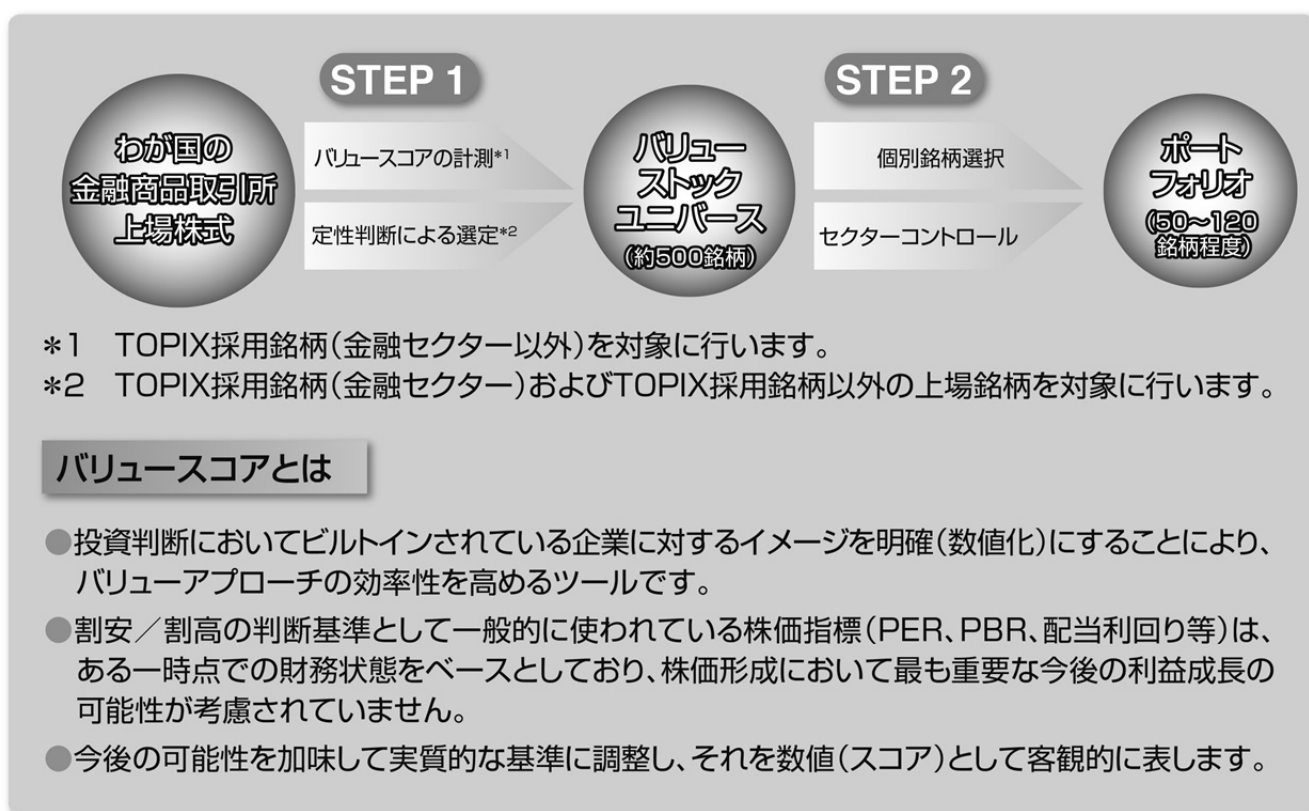 STEP 1
STEP 2
わが国の
金融商品取引所
上場株式
バリュースコアの計測*1
定性判断による選定*2
バリュー
ストック
ユニバース
(約500銘柄)
個別銘柄選択
セクターコントロール
ポート
フォリオ
(50~120
銘柄程度)
*1 TOPIX採用銘柄(金融セクター以外)を対象に行います。
*2 TOPIX採用銘柄(金融セクター)およびTOPIX採用銘柄以外の上場銘柄を対象に行います。
バリュースコアとは
●投資判断においてビルトインされている企業に対するイメージを明確(数値化)にすることにより、
バリューアプローチの効率性を高めるツールです。
●割安/割高の判断基準として一般的に使われている株価指標(PER、PBR、配当利回り等)は、
ある一時点での財務状態をベースとしており、株価形成において最も重要な今後の利益成長の
可能性が考慮されていません。
●今後の可能性を加味して実質的な基準に調整し、それを数値(スコア)として客観的に表します。